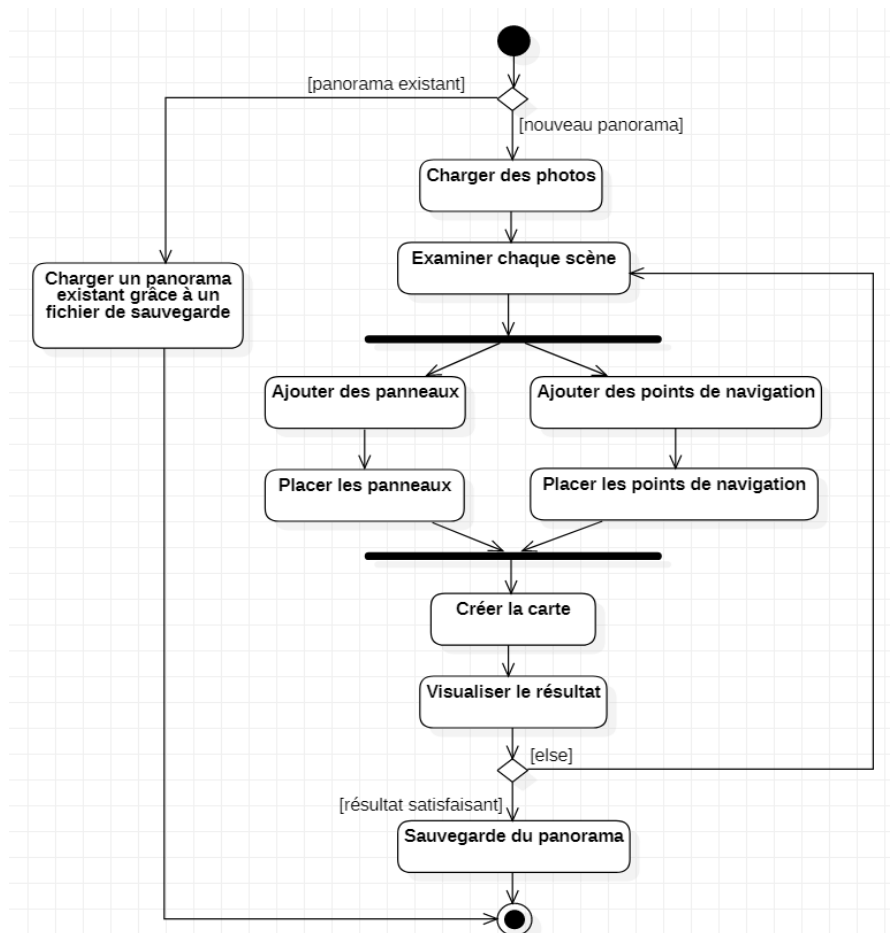 [panorama existant]
[nouveau panorama]
Charger des photos
Examiner chaque scène
Charger un panorama
existant grâce à un
fichier de sauvegarde
Ajouter des panneaux
Ajouter des points de navigation
Placer les panneaux
Placer les points de navigation
Créer la carte
Visualiser le résultat
[else]
[résultat satisfaisant]
Sauvegarde du panorama